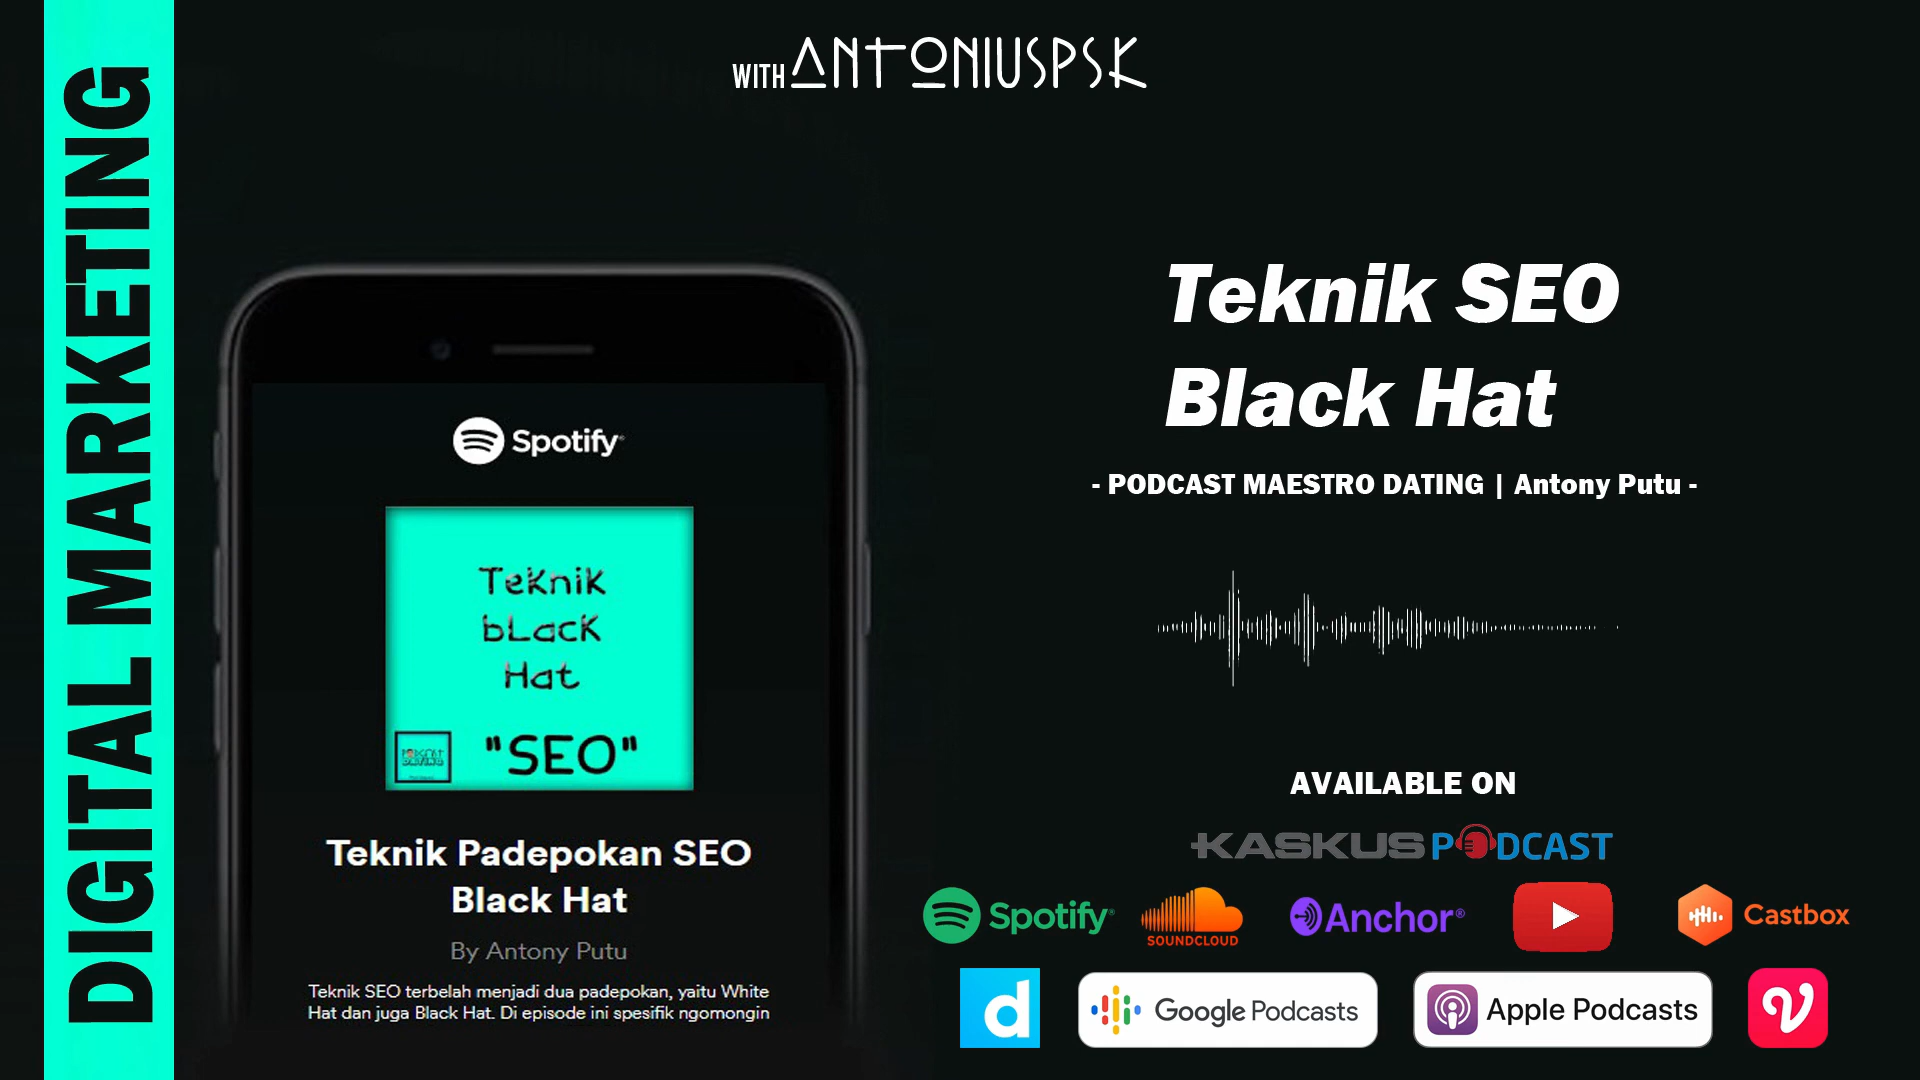 WITH ANTONIUSPSK
DIGITAL MARKETING
Spotify
Teknik
bLack
Hat
"SEO"
Teknik Padepokan SEO
Black Hat
By Antony Putu
Teknik SEO terbelah menjadi dua padepokan, yaitu White
Hat dan juga Black Hat. Di episode ini spesifik ngomongin
Teknik SEO
Black Hat
- PODCAST MAESTRO DATING | Antony Putu -
AVAILABLE ON
KASKUS PODCAST
Spotify
SOUNDCLOUD
Anchor
Castbox
d
Google Podcasts
Apple Podcasts
V